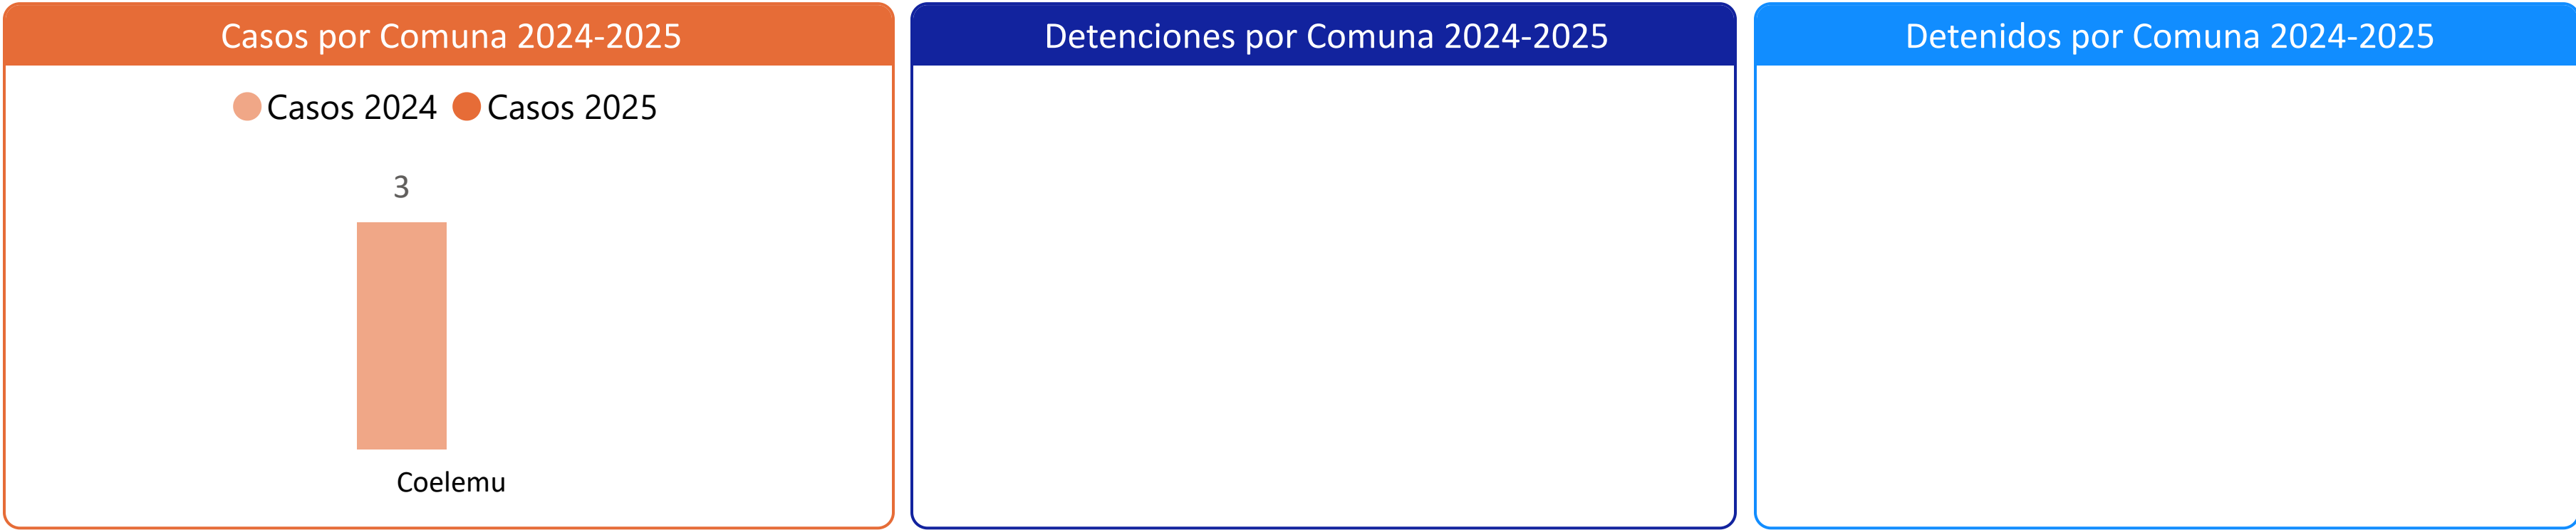 Casos por Comuna 2024-2025
Casos 2024 Casos 2025
3
Coelemu
Detenciones por Comuna 2024-2025
Detenidos por Comuna 2024-2025